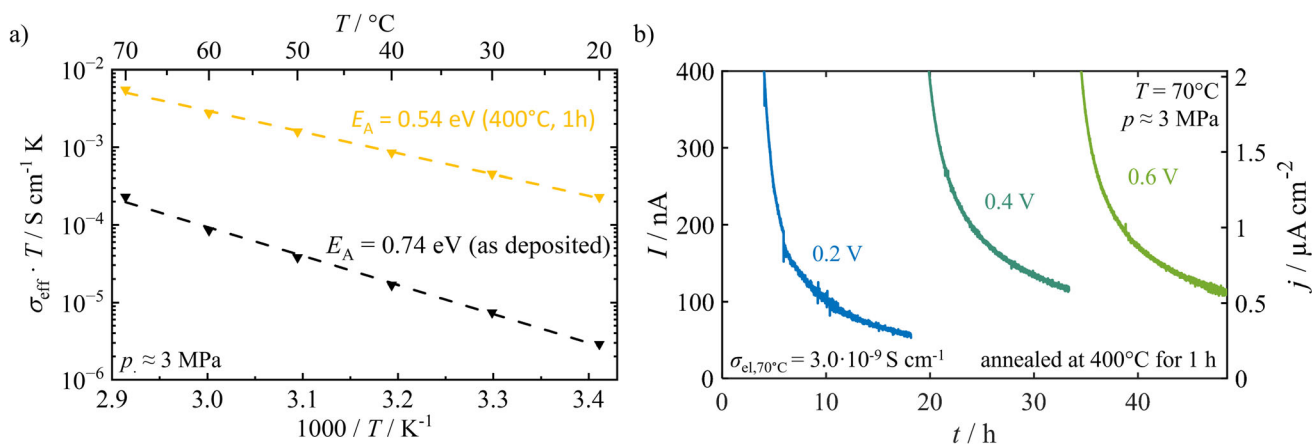 a)
T / °C
70 60 50 40 30 20
10⁻²
10⁻³
10⁻⁴
10⁻⁵
10⁻⁶
σeff · T / S cm⁻¹ K
E_A = 0.54 eV (400°C, 1h)
E_A = 0.74 eV (as deposited)
p. ≈ 3 MPa
2.9 3.0 3.1 3.2 3.3 3.4
1000 / T / K⁻¹
b)
400
300
200
100
0
I / nA
T = 70°C
p ≈ 3 MPa
0.2 V
0.4 V
0.6 V
σel,70°C = 3.0·10⁻⁹ S cm⁻¹
annealed at 400°C for 1 h
2
1.5
1
0.5
0
j / µA cm⁻²
0 10 20 30 40
t / h